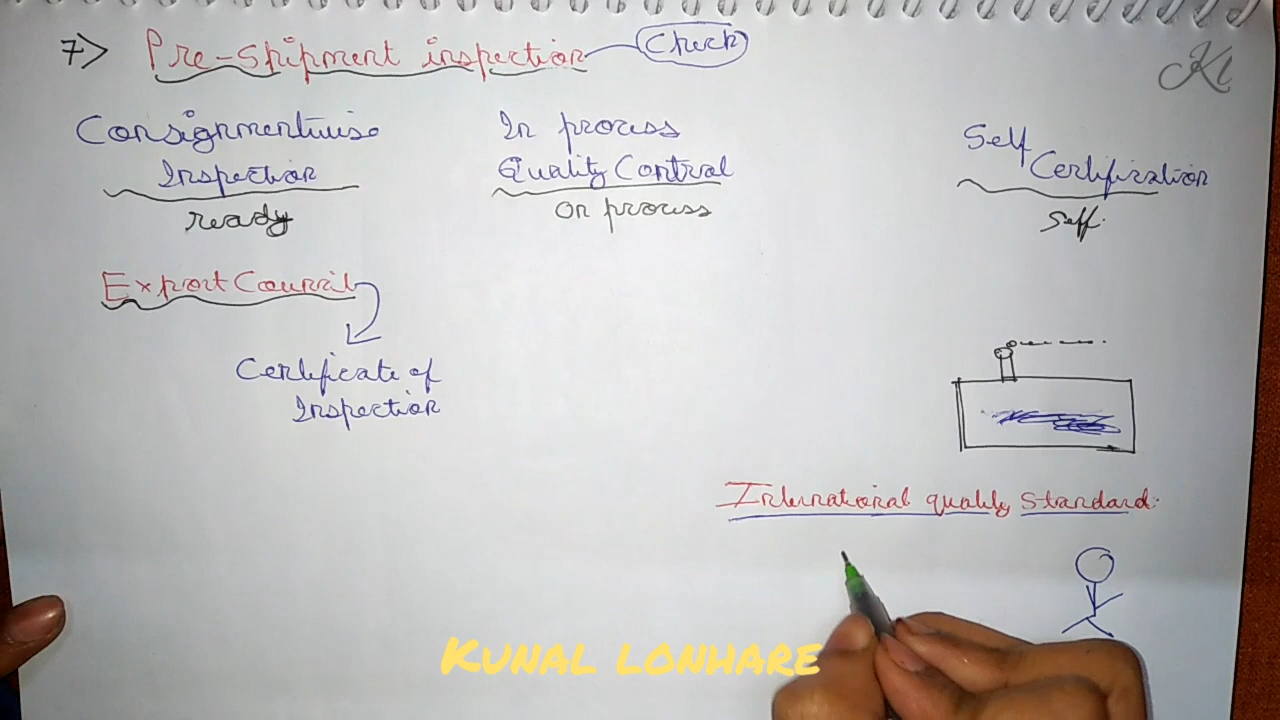 7> Pre-shipment inspection Check
Kl
Consignmentwise
Inspection
ready
In process
Quality Control
On process
Self
Certification
Self.
Export Council
Certificate of
Inspection
International quality standard:
KUNAL LONHARE